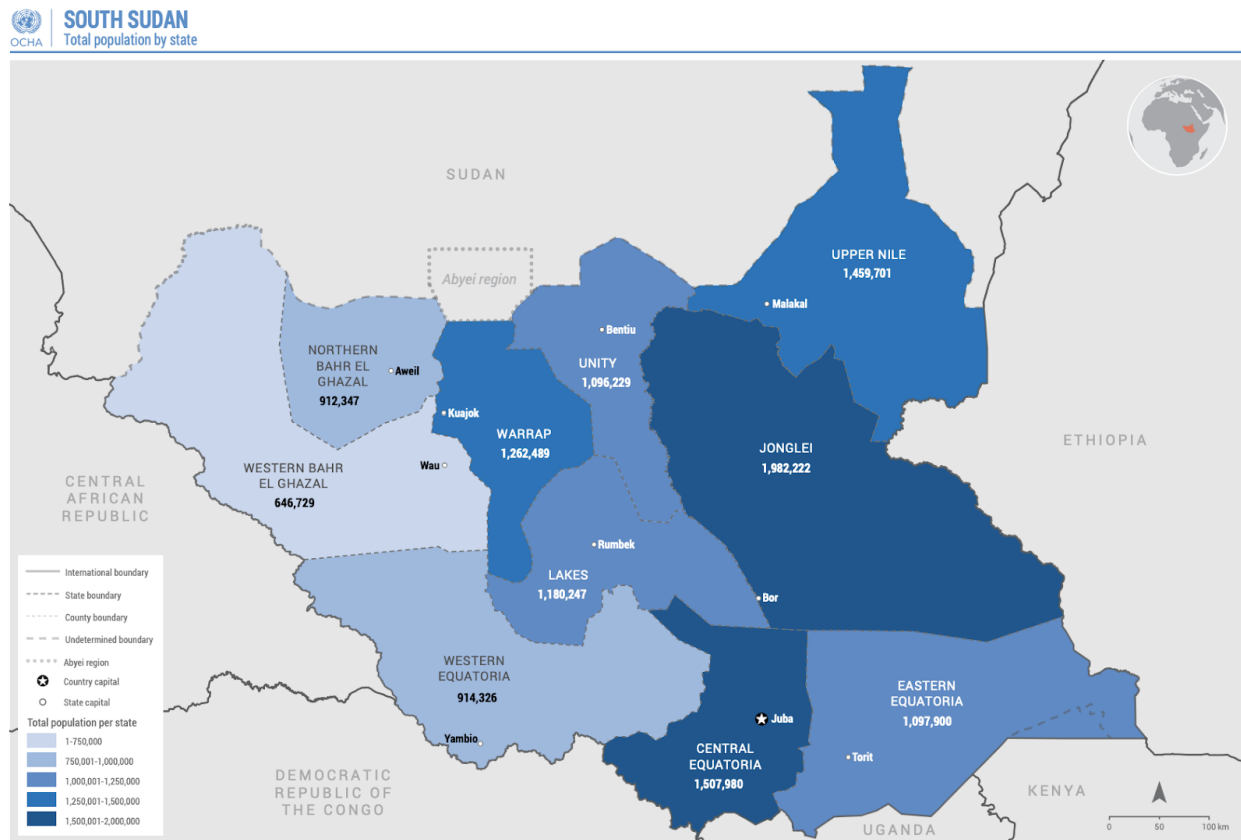 OCHA
SOUTH SUDAN
Total population by state
SUDAN
Abyei region
UPPER NILE
1,459,701
Malakal
Bentiu
UNITY
1,096,229
NORTHERN
BAHR EL
GHAZAL
912,347
Aweil
Kuajok
WARRAP
1,262,489
JONGLEI
1,982,222
ETHIOPIA
WESTERN BAHR
EL GHAZAL
646,729
Wau
CENTRAL
AFRICAN
REPUBLIC
Rumbek
LAKES
1,180,247
Bor
WESTERN
EQUATORIA
914,326
Yambio
EASTERN
EQUATORIA
1,097,900
Juba
CENTRAL
EQUATORIA
1,507,980
Torit
DEMOCRATIC
REPUBLIC OF
THE CONGO
KENYA
UGANDA
International boundary
State boundary
County boundary
Undetermined boundary
Abyei region
Country capital
State capital
Total population per state
1-750,000
750,001-1,000,000
1,000,001-1,250,000
1,250,001-1,500,000
1,500,001-2,000,000
0 50 100 km